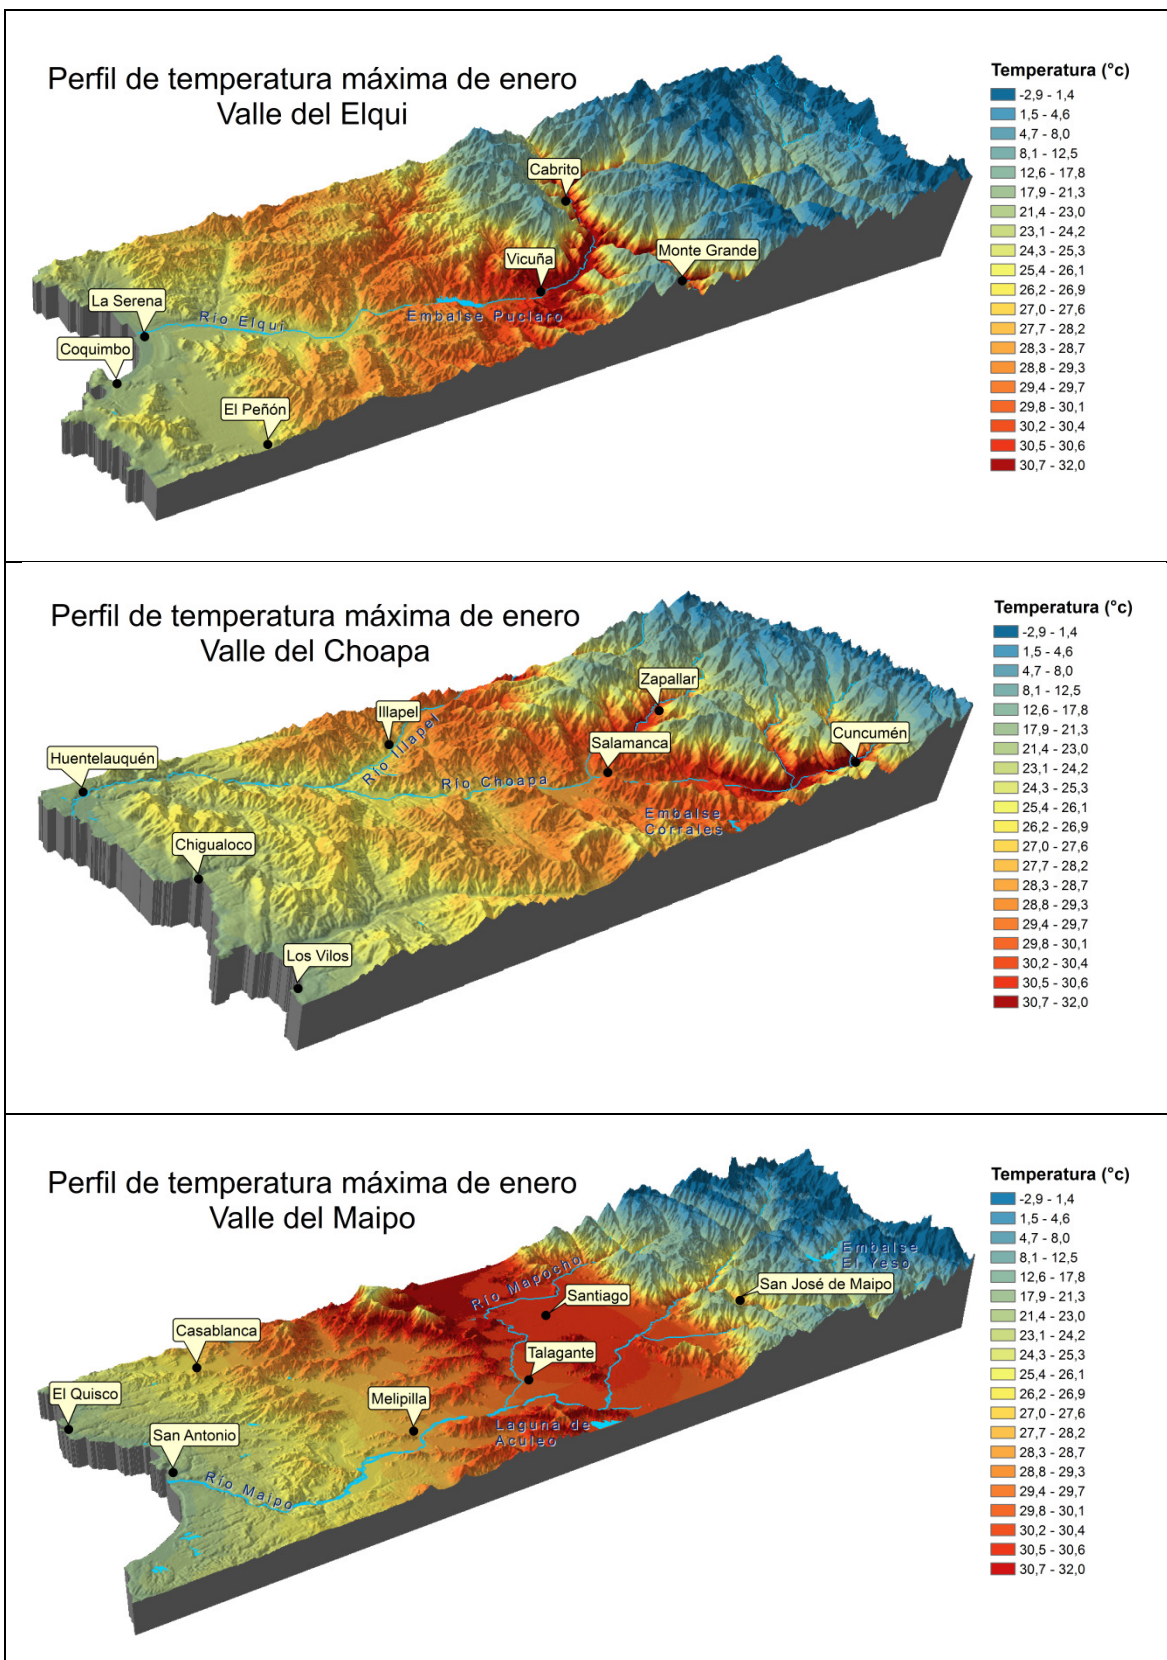 Perfil de temperatura máxima de enero
Valle del Elqui
Cabrito
Vicuña
Monte Grande
La Serena
Río Elqui
Embalse Puclaro
Coquimbo
El Peñón
Temperatura (°c)
-2,9 - 1,4
1,5 - 4,6
4,7 - 8,0
8,1 - 12,5
12,6 - 17,8
17,9 - 21,3
21,4 - 23,0
23,1 - 24,2
24,3 - 25,3
25,4 - 26,1
26,2 - 26,9
27,0 - 27,6
27,7 - 28,2
28,3 - 28,7
28,8 - 29,3
29,4 - 29,7
29,8 - 30,1
30,2 - 30,4
30,5 - 30,6
30,7 - 32,0
Perfil de temperatura máxima de enero
Valle del Choapa
Zapallar
Illapel
Río Illapel
Salamanca
Cuncumén
Huentelauquén
Río Choapa
Embalse
Corrales
Chigualoco
Los Vilos
Temperatura (°c)
-2,9 - 1,4
1,5 - 4,6
4,7 - 8,0
8,1 - 12,5
12,6 - 17,8
17,9 - 21,3
21,4 - 23,0
23,1 - 24,2
24,3 - 25,3
25,4 - 26,1
26,2 - 26,9
27,0 - 27,6
27,7 - 28,2
28,3 - 28,7
28,8 - 29,3
29,4 - 29,7
29,8 - 30,1
30,2 - 30,4
30,5 - 30,6
30,7 - 32,0
Perfil de temperatura máxima de enero
Valle del Maipo
Embalse
El Yeso
Río Mapocho
San José de Maipo
Santiago
Casablanca
Talagante
El Quisco
Melipilla
San Antonio
Laguna de
Aculeo
Río Maipo
Temperatura (°c)
-2,9 - 1,4
1,5 - 4,6
4,7 - 8,0
8,1 - 12,5
12,6 - 17,8
17,9 - 21,3
21,4 - 23,0
23,1 - 24,2
24,3 - 25,3
25,4 - 26,1
26,2 - 26,9
27,0 - 27,6
27,7 - 28,2
28,3 - 28,7
28,8 - 29,3
29,4 - 29,7
29,8 - 30,1
30,2 - 30,4
30,5 - 30,6
30,7 - 32,0